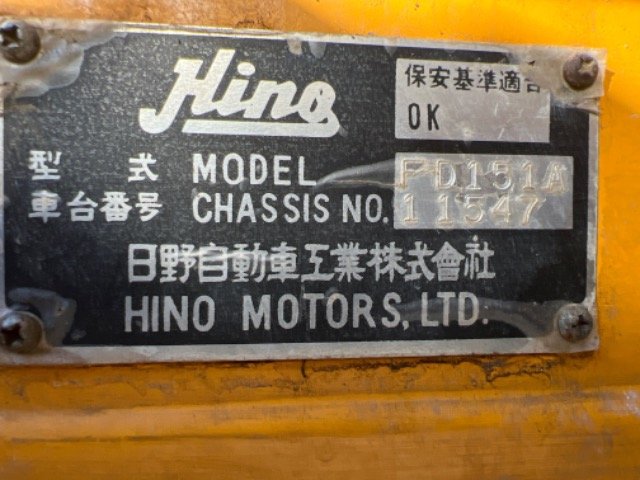 Hino
保安基準適合
OK
型式 MODEL FD151A
車台番号 CHASSIS NO. 11547
日野自動車工業株式會社
HINO MOTORS, LTD.